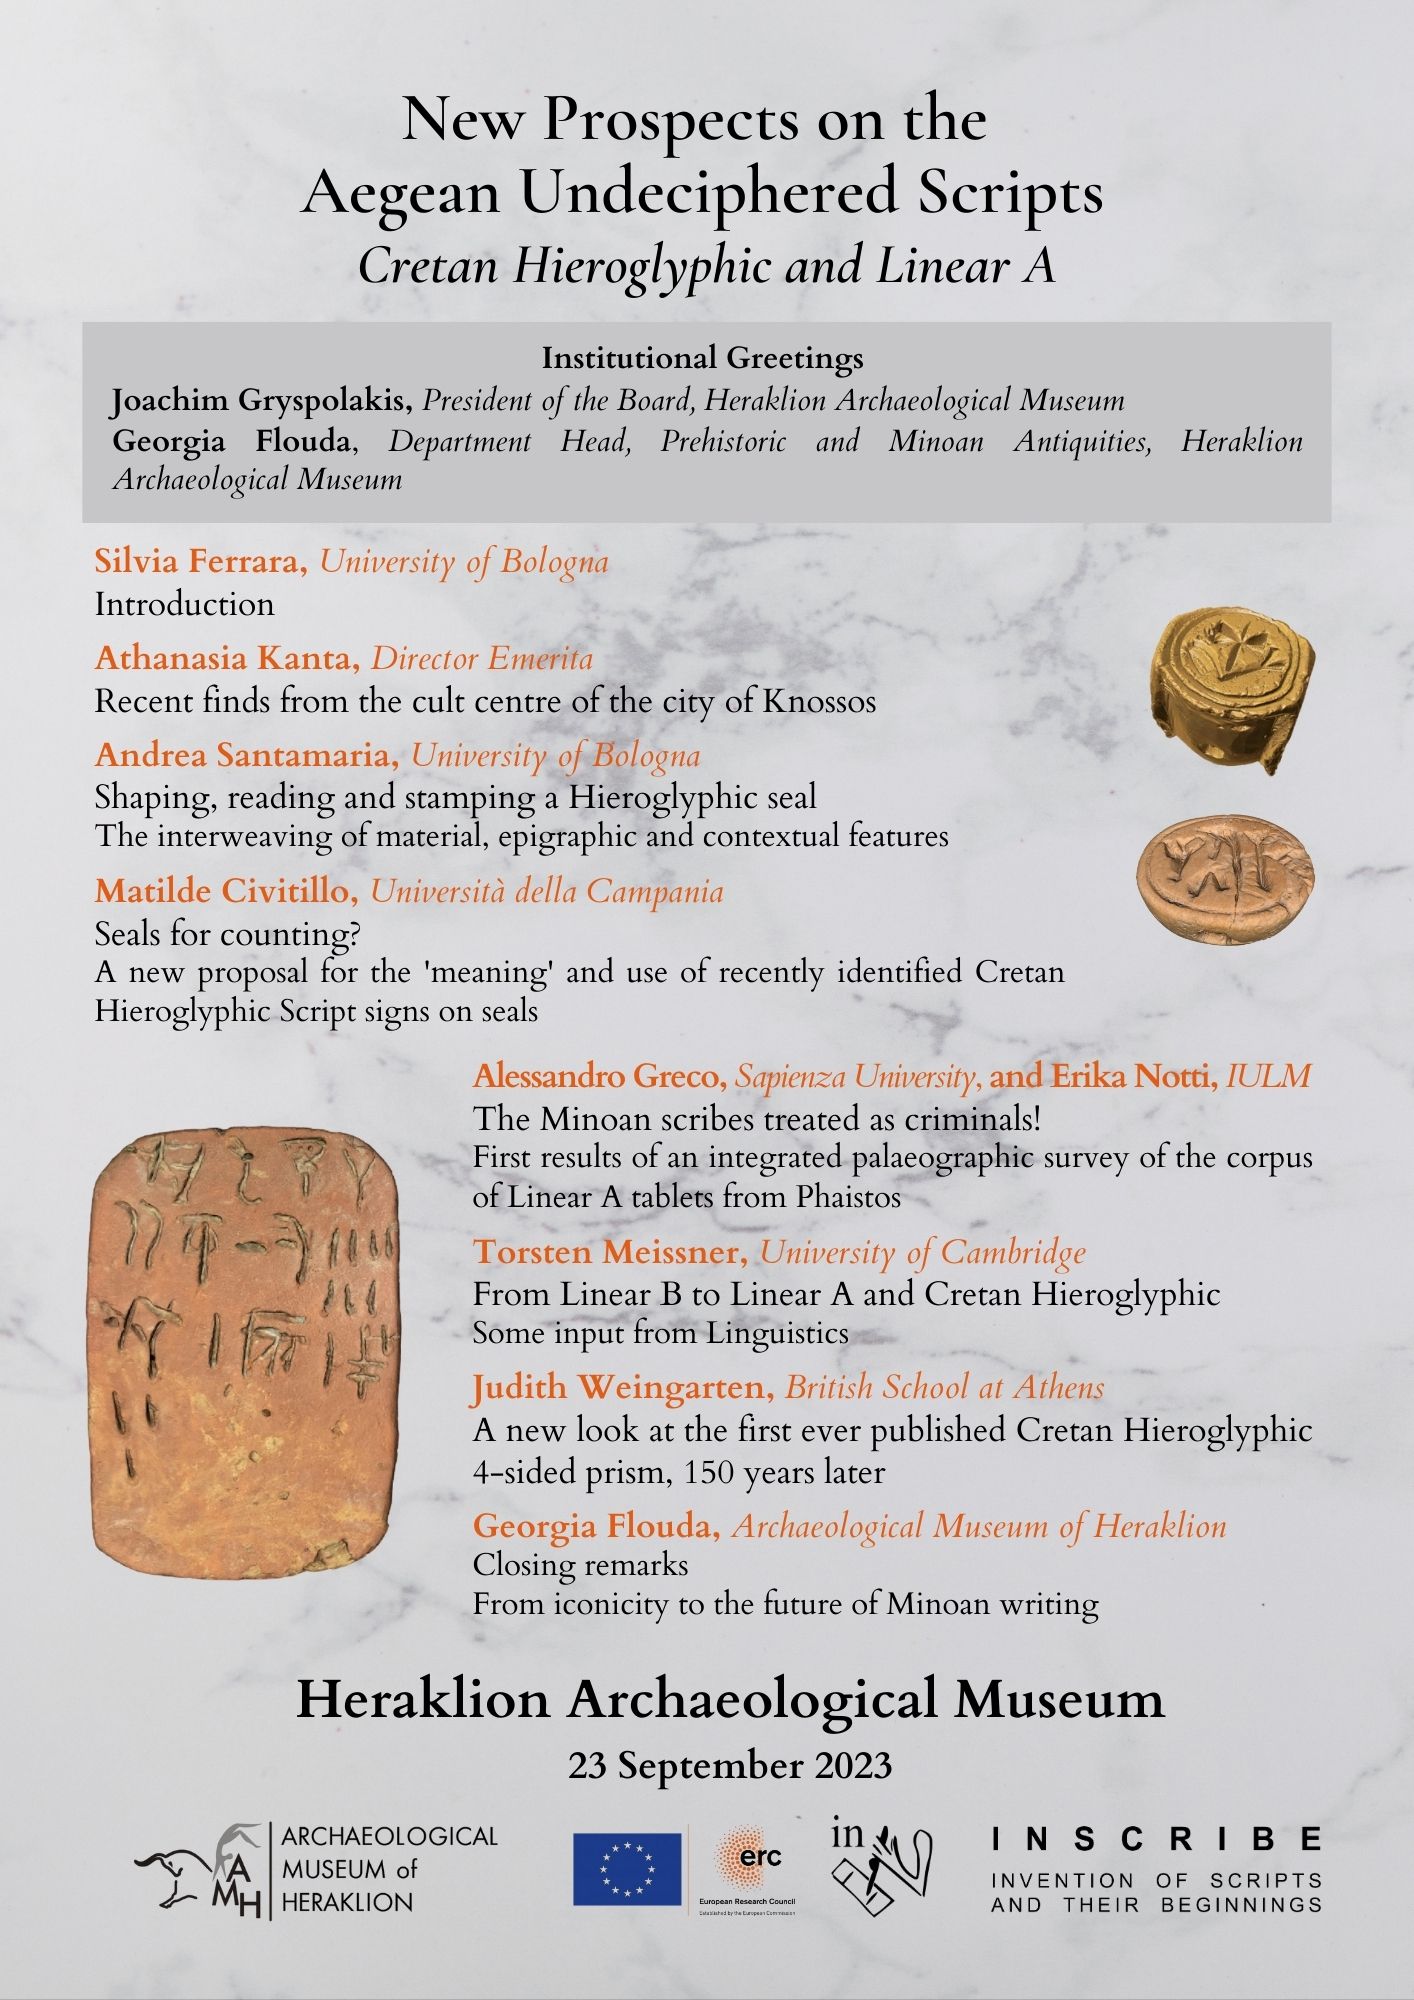 New Prospects on the
Aegean Undeciphered Scripts
Cretan Hieroglyphic and Linear A
Institutional Greetings
Joachim Gryspolakis, President of the Board, Heraklion Archaeological Museum
Georgia Flouda, Department Head, Prehistoric and Minoan Antiquities, Heraklion
Archaeological Museum
Silvia Ferrara, University of Bologna
Introduction
Athanasia Kanta, Director Emerita
Recent finds from the cult centre of the city of Knossos
Andrea Santamaria, University of Bologna
Shaping, reading and stamping a Hieroglyphic seal
The interweaving of material, epigraphic and contextual features
Matilde Civitillo, Università della Campania
Seals for counting?
A new proposal for the 'meaning' and use of recently identified Cretan
Hieroglyphic Script signs on seals
Alessandro Greco, Sapienza University, and Erika Notti, IULM
The Minoan scribes treated as criminals!
First results of an integrated palaeographic survey of the corpus
of Linear A tablets from Phaistos
Torsten Meissner, University of Cambridge
From Linear B to Linear A and Cretan Hieroglyphic
Some input from Linguistics
Judith Weingarten, British School at Athens
A new look at the first ever published Cretan Hieroglyphic
4-sided prism, 150 years later
Georgia Flouda, Archaeological Museum of Heraklion
Closing remarks
From iconicity to the future of Minoan writing
Heraklion Archaeological Museum
23 September 2023
AMH
ARCHAEOLOGICAL
MUSEUM of
HERAKLION
erc
European Research Council
Established by the European Commission
in
INSCRIBE
INVENTION OF SCRIPTS
AND THEIR BEGINNINGS